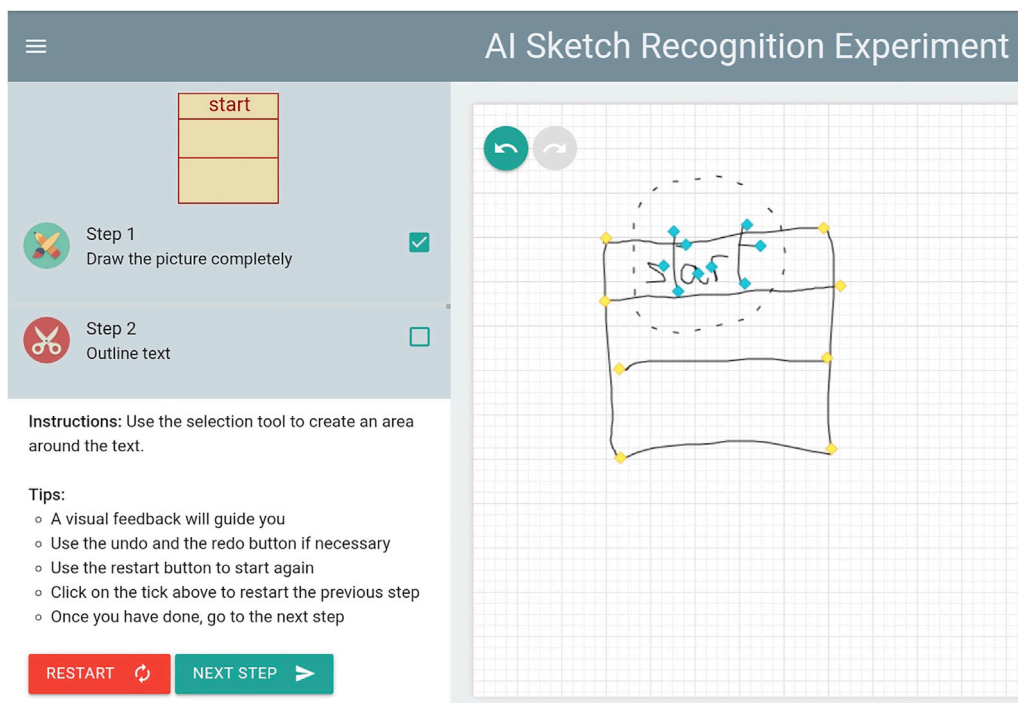 AI Sketch Recognition Experiment
start
Step 1
Draw the picture completely
Step 2
Outline text
Instructions: Use the selection tool to create an area
around the text.
Tips:
A visual feedback will guide you
Use the undo and the redo button if necessary
Use the restart button to start again
Click on the tick above to restart the previous step
Once you have done, go to the next step
RESTART
NEXT STEP
start